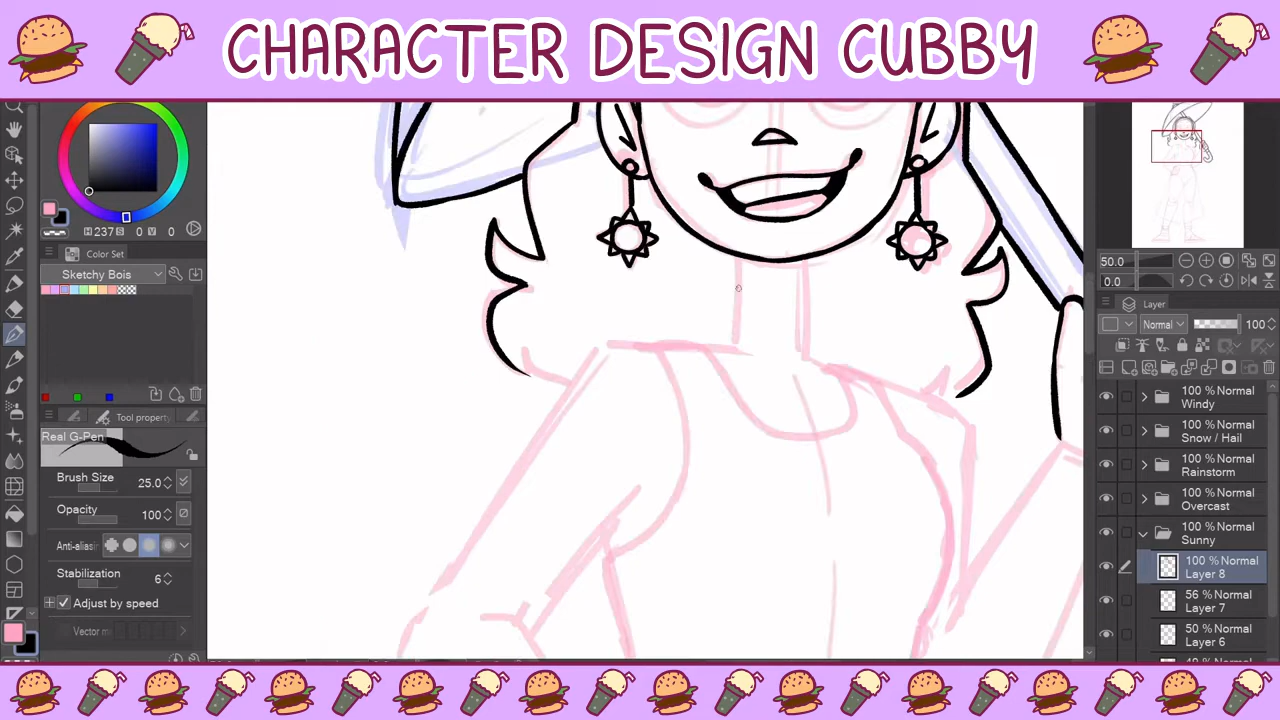 CHARACTER DESIGN CUBBY
H 237 S 0 V 0
Color Set
Sketchy Bois
Tool property
Real G-Pen
Brush Size 25.0
Opacity 100
Anti-aliasi
Stabilization 6
Adjust by speed
Vector m
50.0
0.0
Layer
Normal 100
100 % Normal
Windy
100 % Normal
Snow / Hail
100 % Normal
Rainstorm
100 % Normal
Overcast
100 % Normal
Sunny
100 % Normal
Layer 8
56 % Normal
Layer 7
50 % Normal
Layer 6